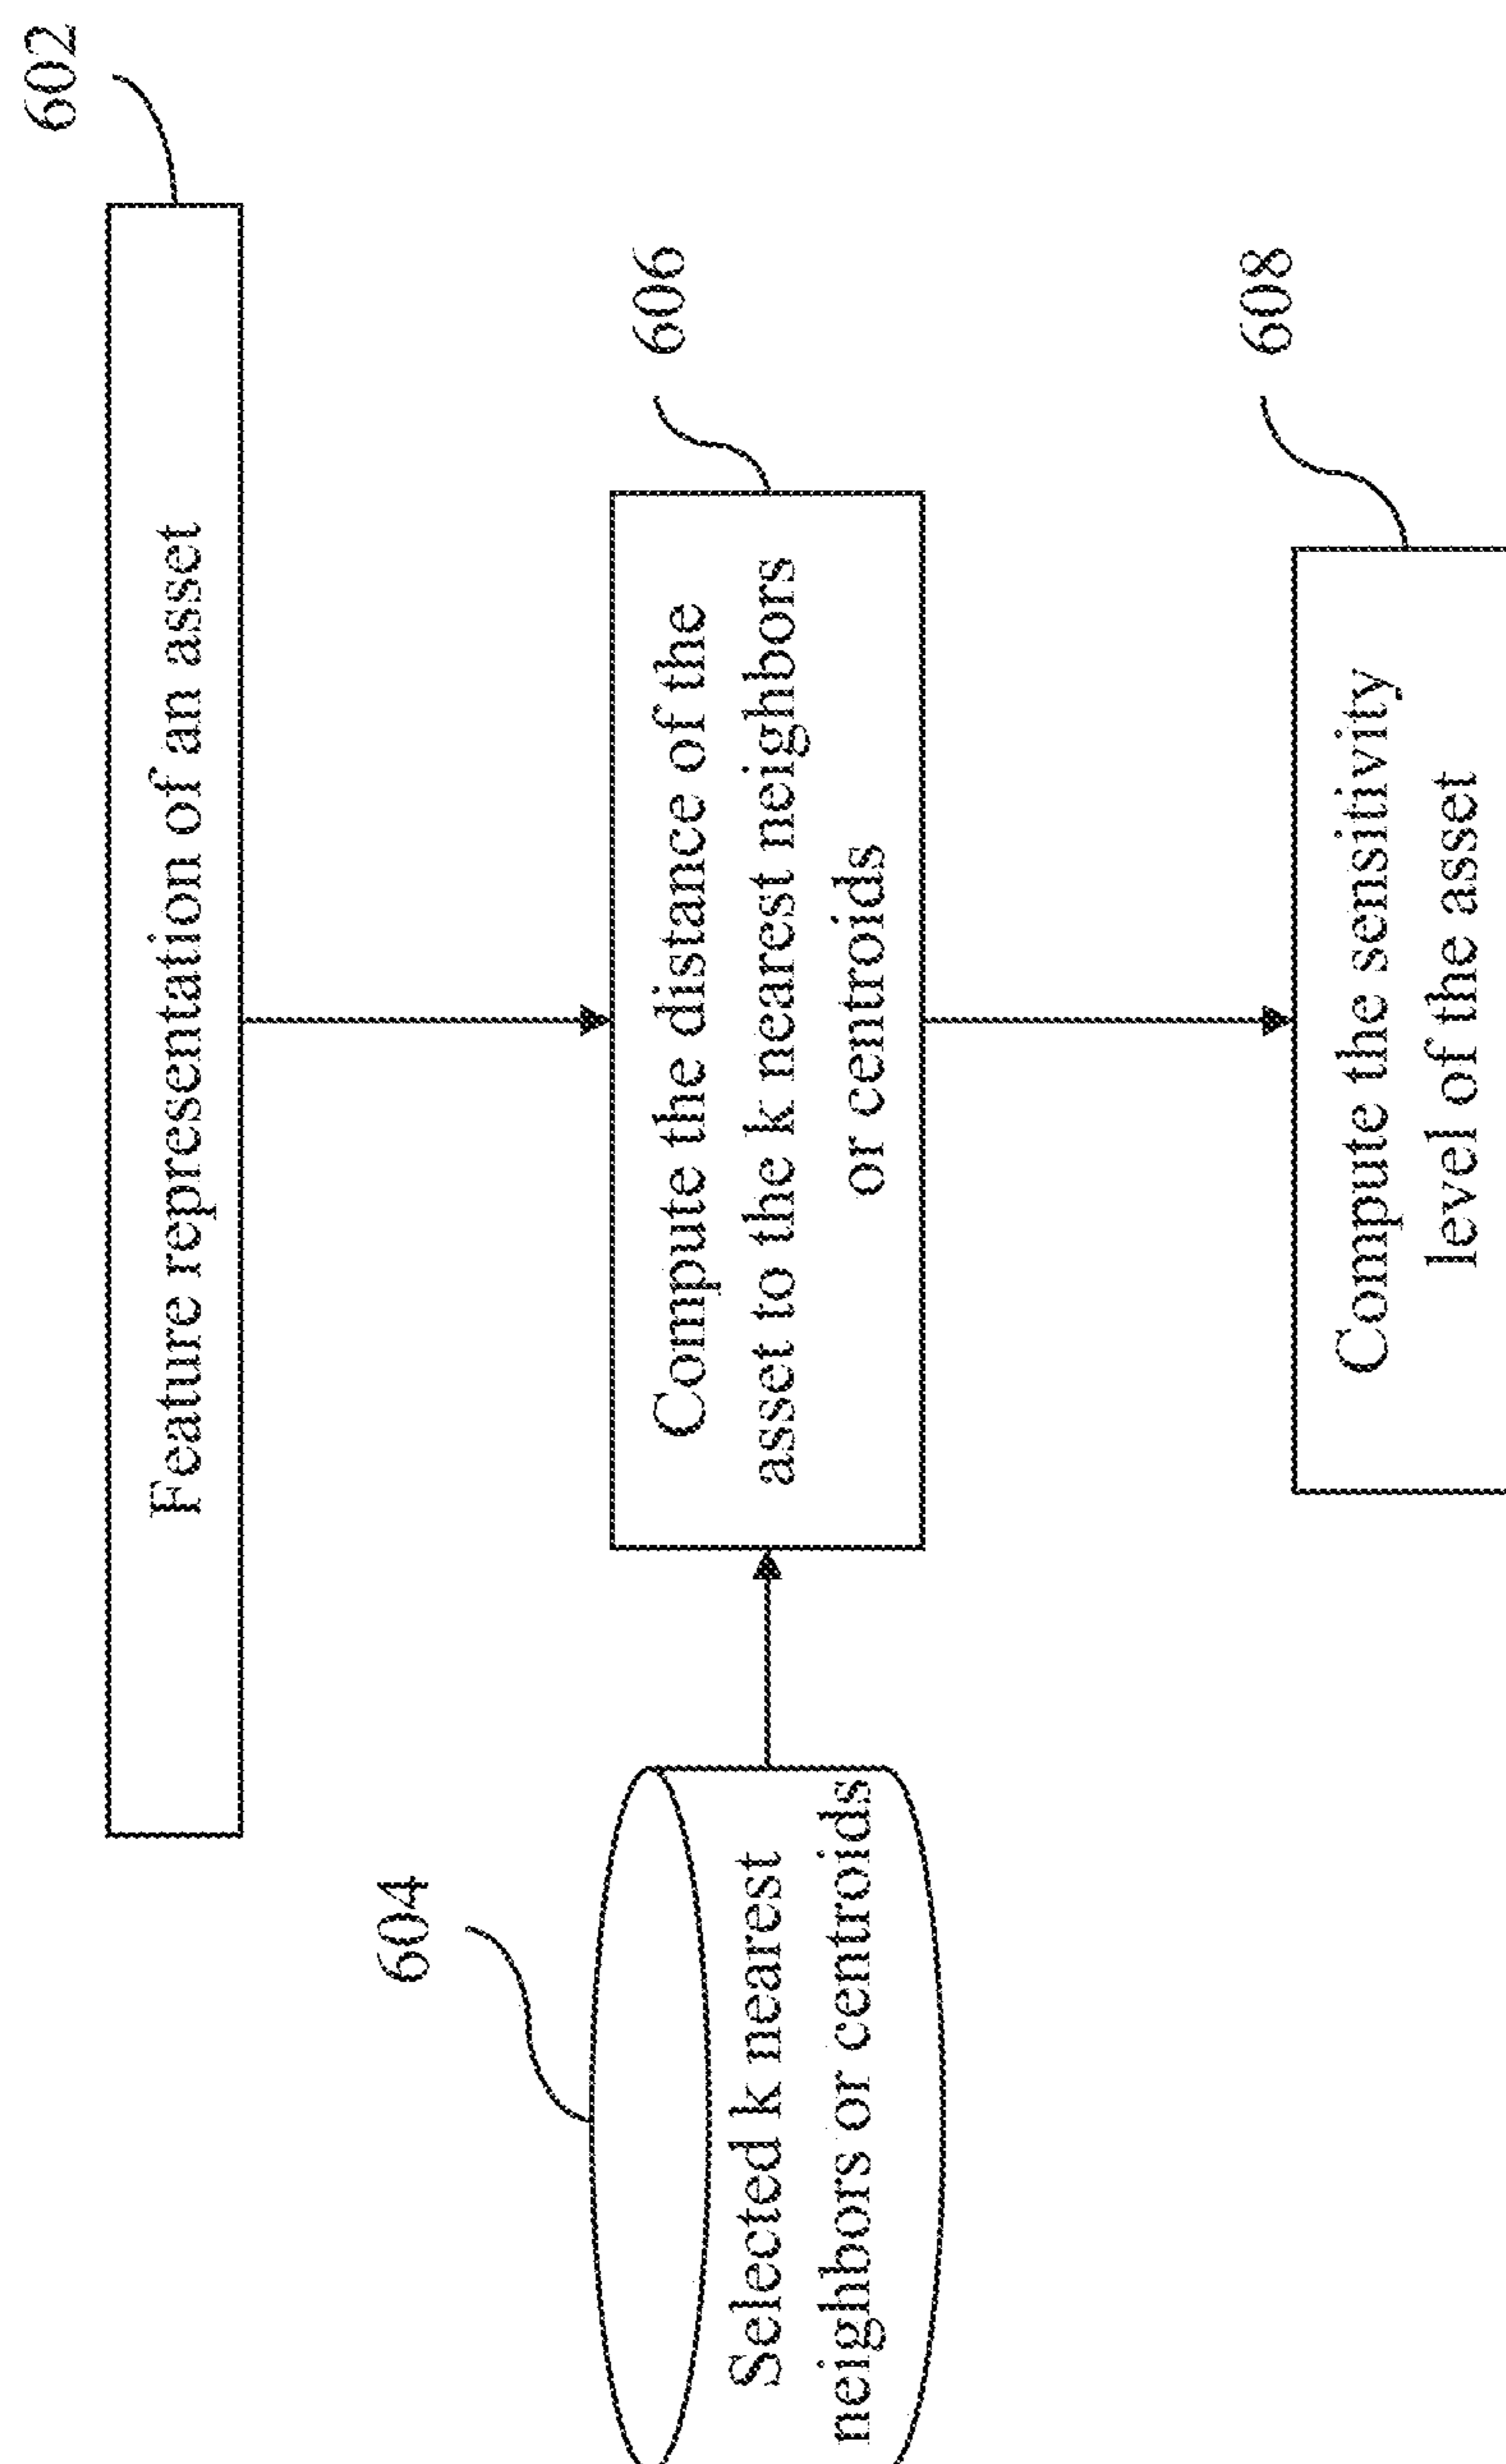 602
Feature representation of an asset
604
Selected k nearest
neighbors or centroids
606
Compute the distance of the
asset to the k nearest neighbors
or centroids
608
Compute the sensitivity
level of the asset